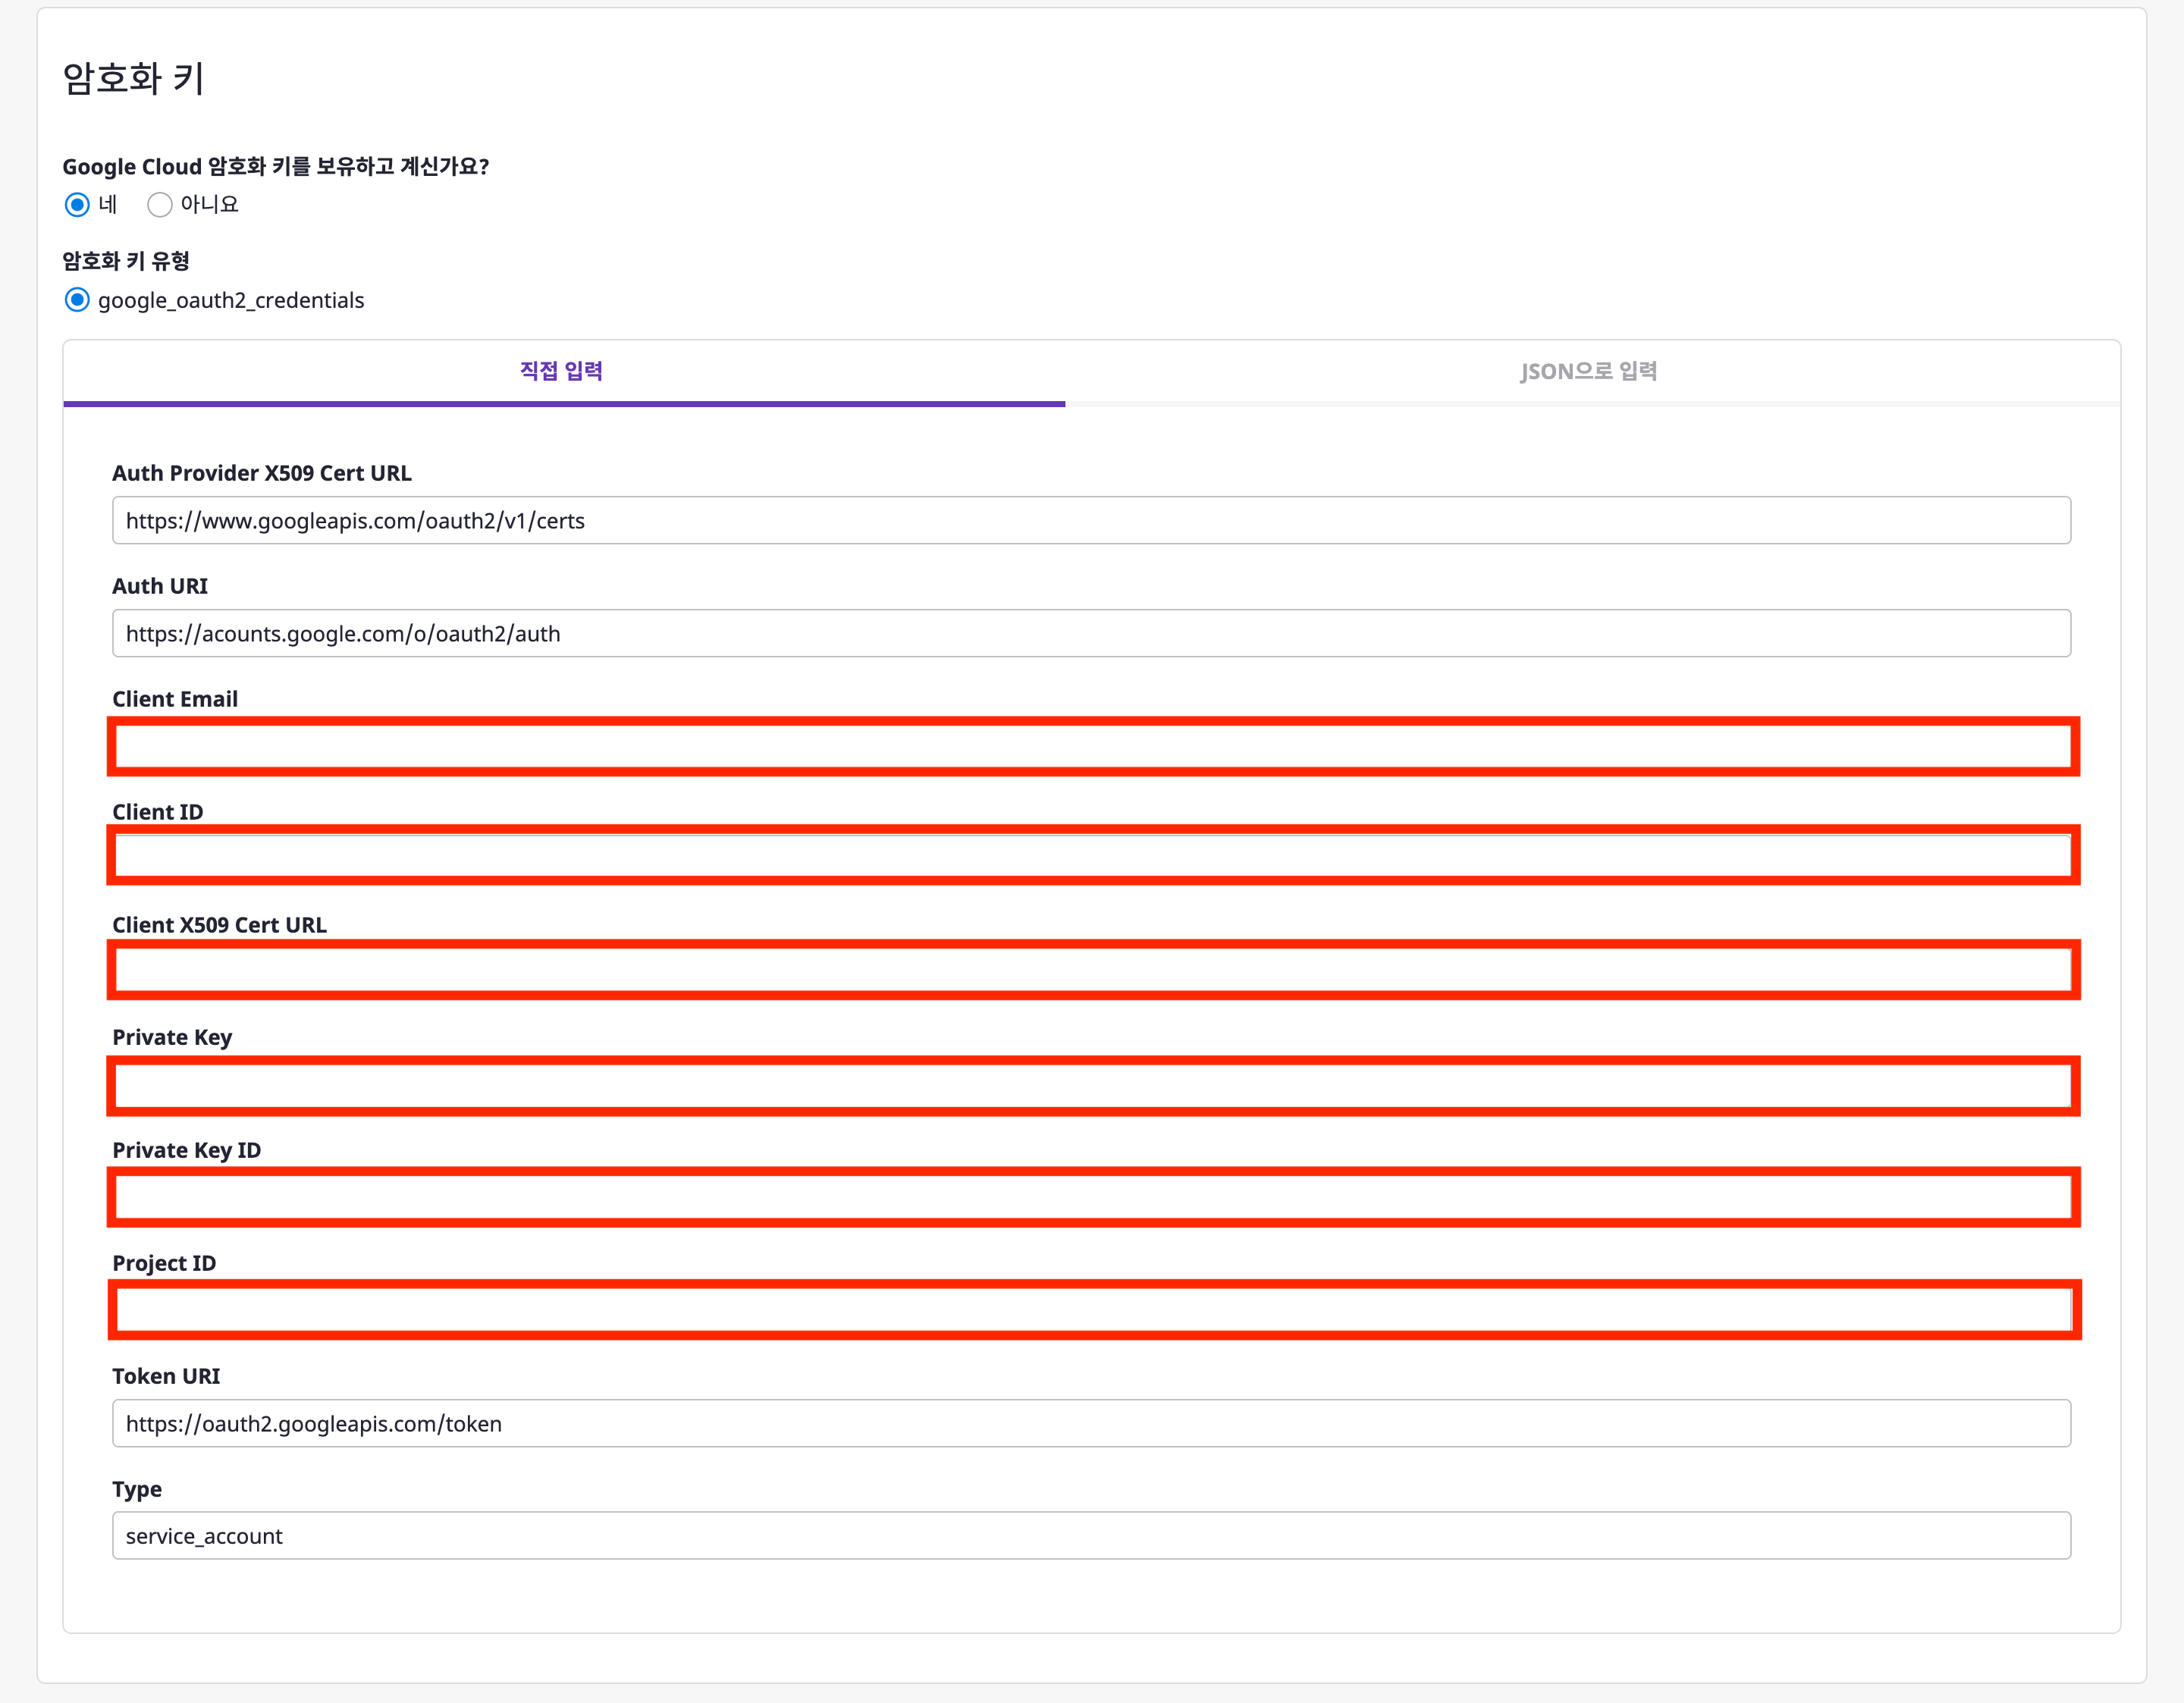 암호화 키
Google Cloud 암호화 키를 보유하고 계신가요?
네 아니요
암호화 키 유형
google_oauth2_credentials
직접 입력 JSON으로 입력
Auth Provider X509 Cert URL
https://www.googleapis.com/oauth2/v1/certs
Auth URI
https://acounts.google.com/o/oauth2/auth
Client Email
Client ID
Client X509 Cert URL
Private Key
Private Key ID
Project ID
Token URI
https://oauth2.googleapis.com/token
Type
service_account